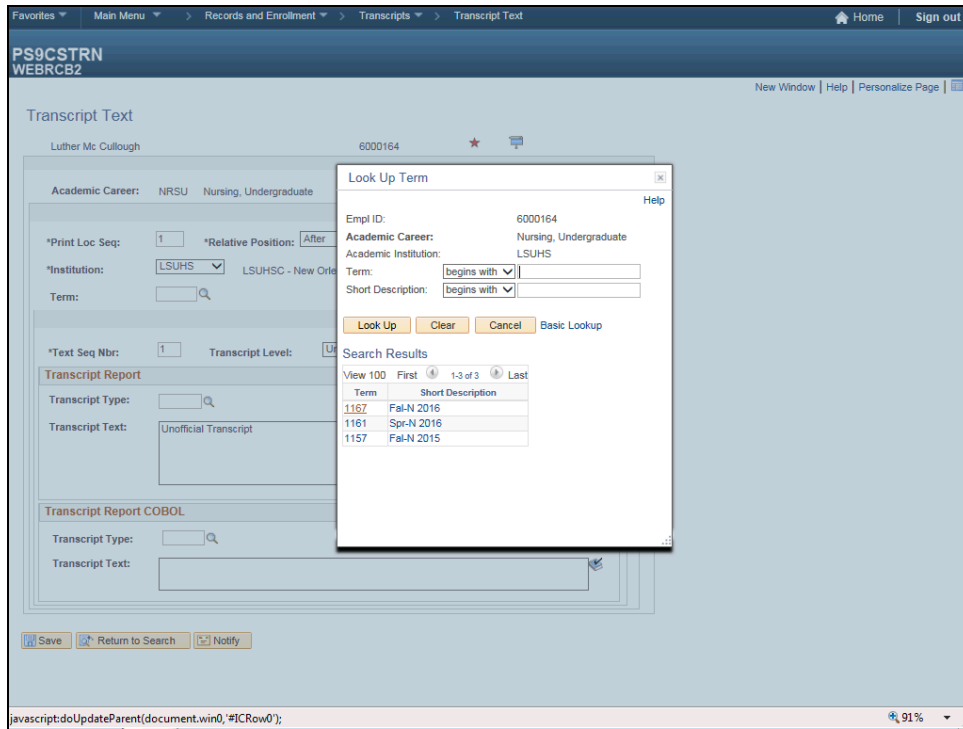 Favorites Main Menu > Records and Enrollment > Transcripts > Transcript Text Home Sign out
PS9CSTRN
WEBRCB2
New Window | Help | Personalize Page |
Transcript Text
Luther Mc Cullough 6000164
Academic Career: NRSU Nursing, Undergraduate
*Print Loc Seq: 1 *Relative Position: After
*Institution: LSUHS LSUHSC - New Orle
Term:
*Text Seq Nbr: 1 Transcript Level:
Transcript Report
Transcript Type:
Transcript Text: Unofficial Transcript
Transcript Report COBOL
Transcript Type:
Transcript Text:
Save Return to Search Notify
Look Up Term
Help
Empl ID: 6000164
Academic Career: Nursing, Undergraduate
Academic Institution: LSUHS
Term: begins with
Short Description: begins with
Look Up Clear Cancel Basic Lookup
Search Results
View 100 First 1-3 of 3 Last
Term Short Description
1167 Fal-N 2016
1161 Spr-N 2016
1157 Fal-N 2015
javascript:doUpdateParent(document.win0,'#ICRow0'); 91%